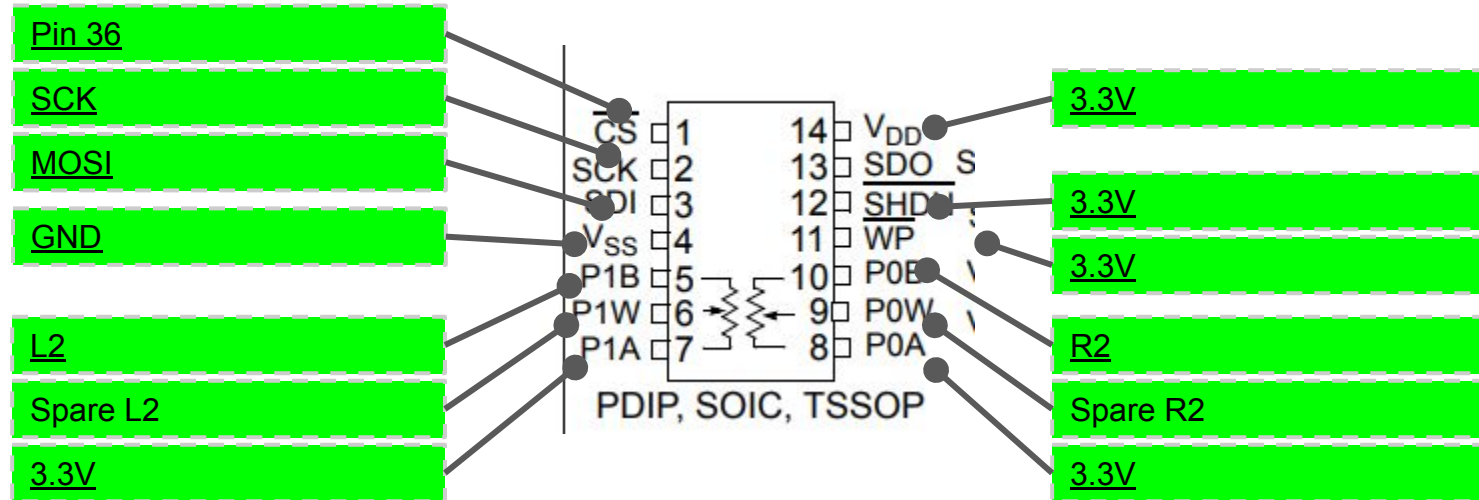 Pin 36
SCK
MOSI
GND
L2
Spare L2
3.3V
CS 1
SCK 2
SDI 3
VSS 4
P1B 5
P1W 6
P1A 7
14 VDD
13 SDO S
12 SHDN
11 WP
10 P0B
9 P0W
8 P0A
PDIP, SOIC, TSSOP
3.3V
3.3V
3.3V
R2
Spare R2
3.3V